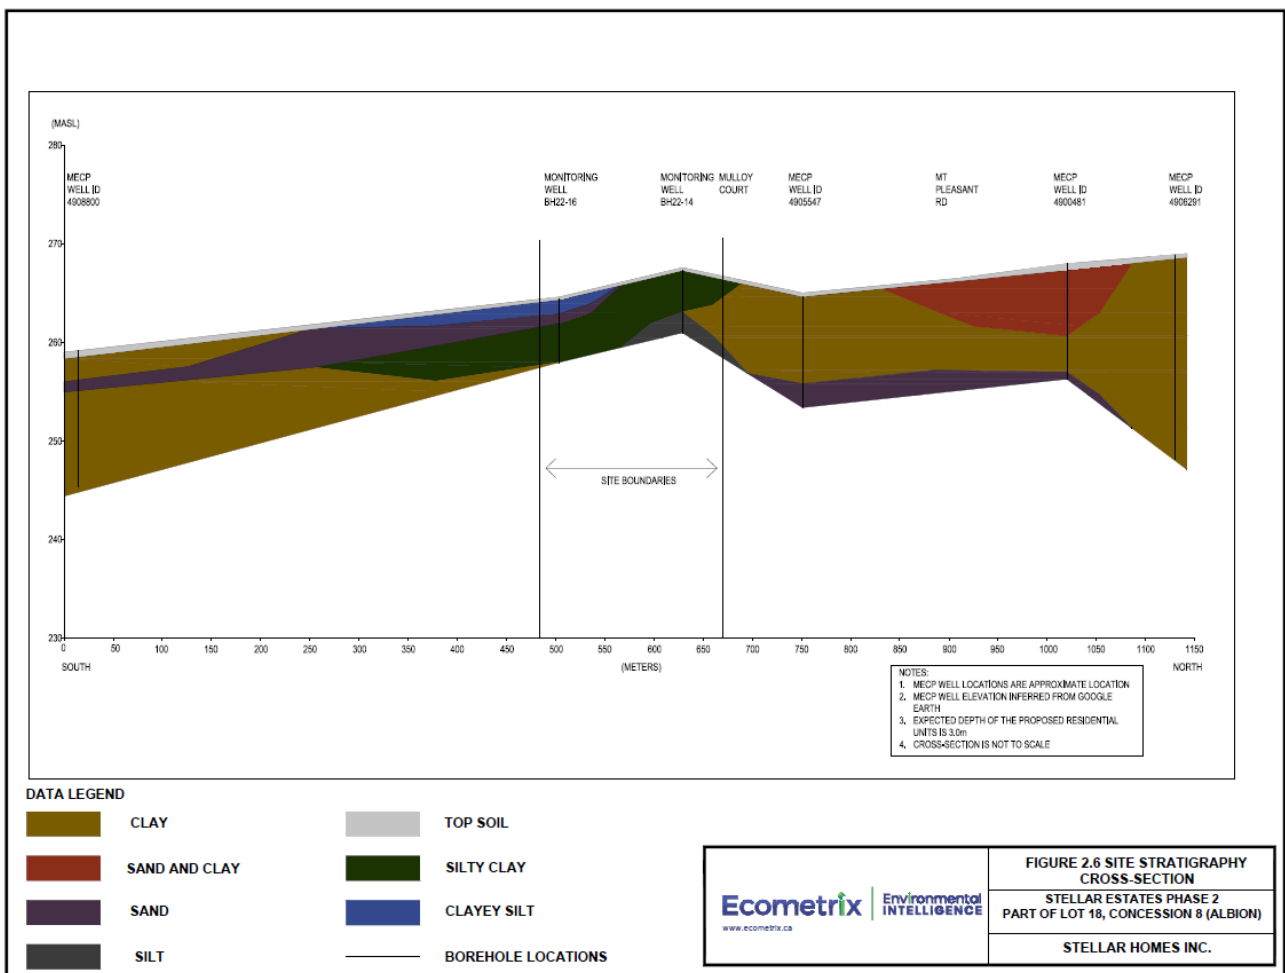 (MASL)
280
270
260
250
240
230
MECP
WELL ID
4908800
MONITORING
WELL
BH22-16
MONITORING
WELL
BH22-14
MULLOY
COURT
MECP
WELL ID
4905547
MT
PLEASANT
RD
MECP
WELL ID
4900481
MECP
WELL ID
4906291
SITE BOUNDARIES
0 50 100 150 200 250 300 350 400 450 500 550 600 650 700 750 800 850 900 950 1000 1050 1100 1150
SOUTH (METERS) NORTH
NOTES:
1. MECP WELL LOCATIONS ARE APPROXIMATE LOCATION
2. MECP WELL ELEVATION INFERRED FROM GOOGLE
EARTH
3. EXPECTED DEPTH OF THE PROPOSED RESIDENTIAL
UNITS IS 3.0m
4. CROSS-SECTION IS NOT TO SCALE
DATA LEGEND
CLAY
SAND AND CLAY
SAND
SILT
TOP SOIL
SILTY CLAY
CLAYEY SILT
BOREHOLE LOCATIONS
Ecometrix
www.ecometrix.ca
Environmental
INTELLIGENCE
FIGURE 2.6 SITE STRATIGRAPHY
CROSS-SECTION
STELLAR ESTATES PHASE 2
PART OF LOT 18, CONCESSION 8 (ALBION)
STELLAR HOMES INC.